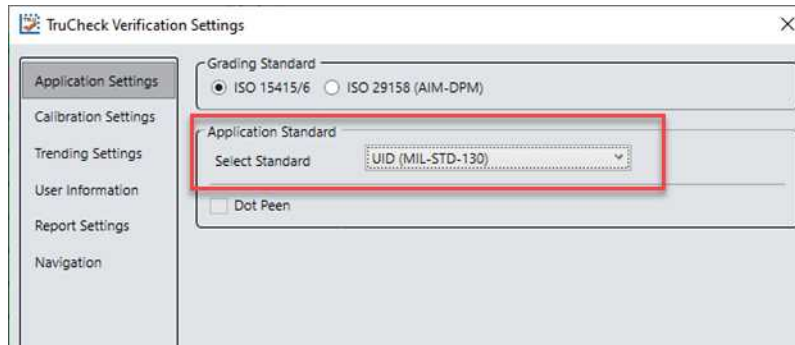 TruCheck Verification Settings
Application Settings
Calibration Settings
Trending Settings
User Information
Report Settings
Navigation
Grading Standard
ISO 15415/6 ISO 29158 (AIM-DPM)
Application Standard
Select Standard UID (MIL-STD-130)
Dot Peen